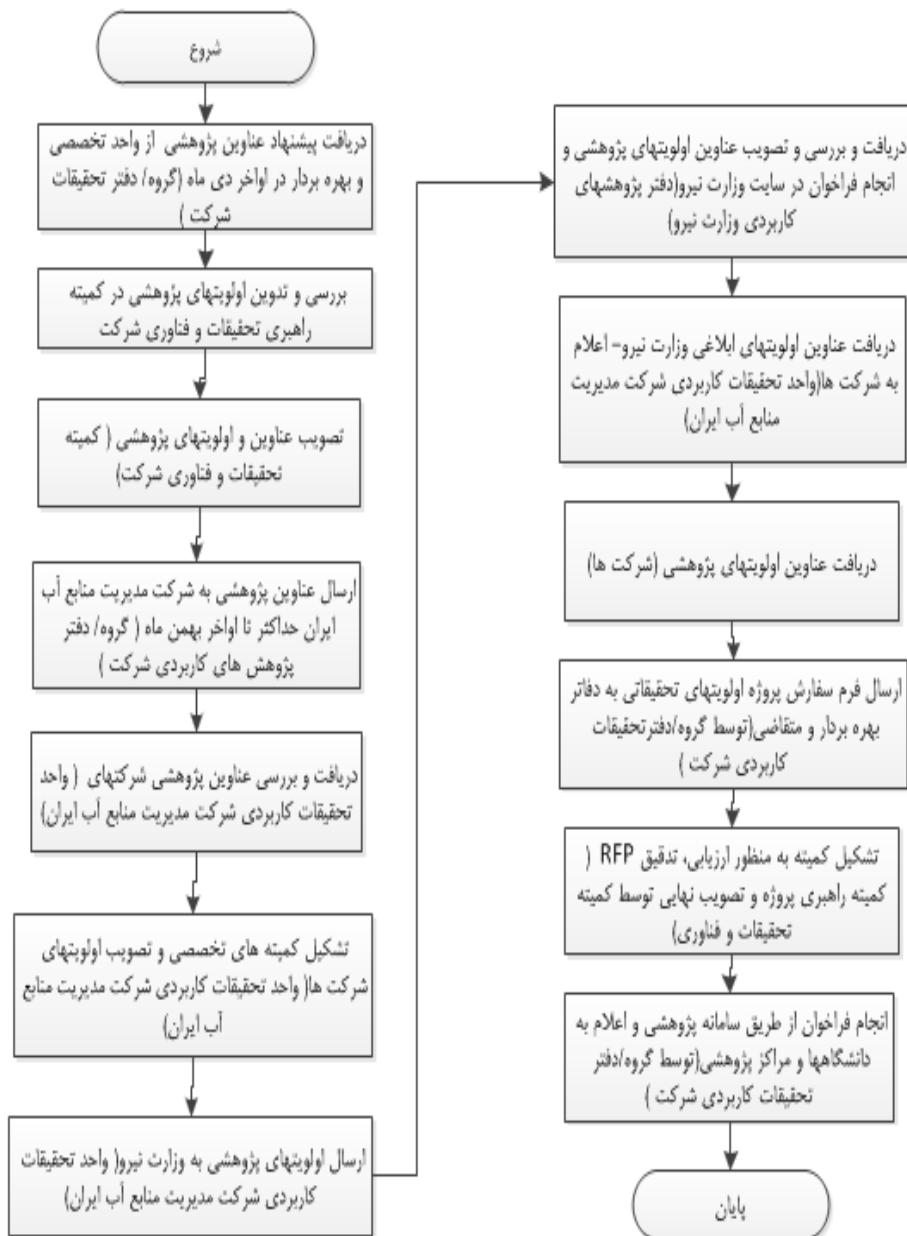 شروع
دریافت پیشنهاد عناوین پژوهشی از واحد تخصصی
و بهره بردار در اواخر دی ماه (گروه/ دفتر تحقیقات
شرکت )
بررسی و تدوین اولویتهای پژوهشی در کمیته
راهبری تحقیقات و فناوری شرکت
تصویب عناوین و اولویتهای پژوهشی ( کمیته
تحقیقات و فناوری شرکت)
ارسال عناوین پژوهشی به شرکت مدیریت منابع آب
ایران حداکثر تا اواخر بهمن ماه ( گروه/ دفتر
پژوهش های کاربردی شرکت )
دریافت و بررسی عناوین پژوهشی شرکتهای ( واحد
تحقیقات کاربردی شرکت مدیریت منابع آب ایران)
تشکیل کمیته های تخصصی و تصویب اولویتهای
شرکت ها( واحد تحقیقات کاربردی شرکت مدیریت منابع
آب ایران)
ارسال اولویتهای پژوهشی به وزارت نیرو( واحد تحقیقات
کاربردی شرکت مدیریت منابع آب ایران)
دریافت و بررسی و تصویب عناوین اولویتهای پژوهشی و
انجام فراخوان در سایت وزارت نیرو(دفتر پژوهشهای
کاربردی وزارت نیرو)
دریافت عناوین اولویتهای ابلاغی وزارت نیرو– اعلام
به شرکت ها(واحد تحقیقات کاربردی شرکت مدیریت
منابع آب ایران)
دریافت عناوین اولویتهای پژوهشی (شرکت ها)
ارسال فرم سفارش پروژه اولویتهای تحقیقاتی به دفاتر
بهره بردار و متقاضی(توسط گروه/دفترتحقیقات
کاربردی شرکت )
تشکیل کمیته به منظور ارزیابی، تدقیق RFP (
کمیته راهبری پروژه و تصویب نهایی توسط کمیته
تحقیقات و فناوری)
انجام فراخوان از طریق سامانه پژوهشی و اعلام به
دانشگاهها و مراکز پژوهشی(توسط گروه/دفتر
تحقیقات کاربردی شرکت )
پایان